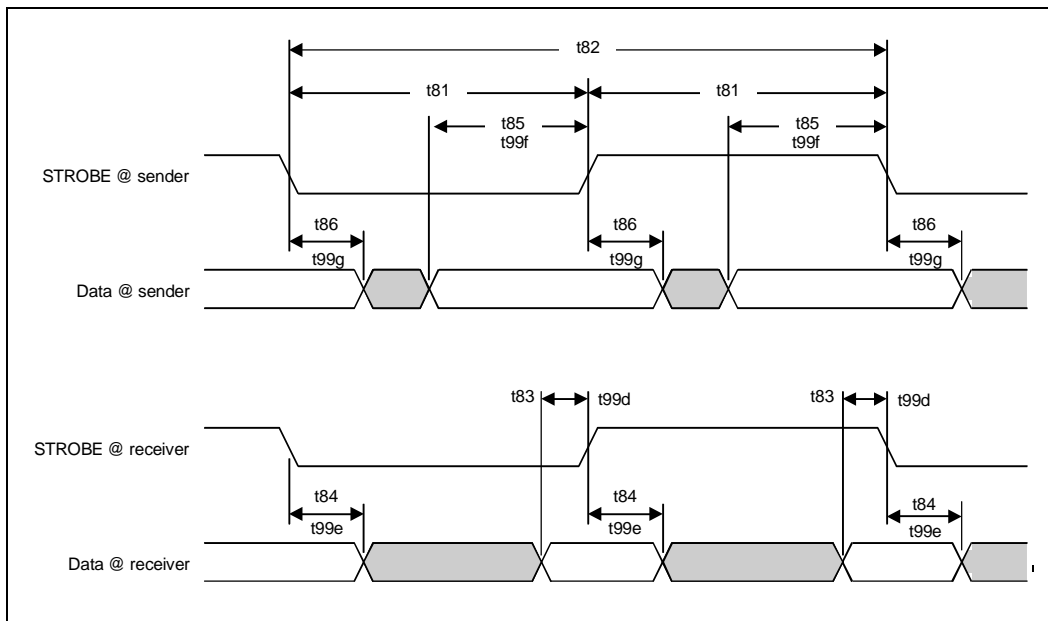 t82
t81 t81
t85 t85
t99f t99f
STROBE @ sender
t86 t86 t86
t99g t99g t99g
Data @ sender
t83 t99d t83 t99d
STROBE @ receiver
t84 t84 t84
t99e t99e t99e
Data @ receiver